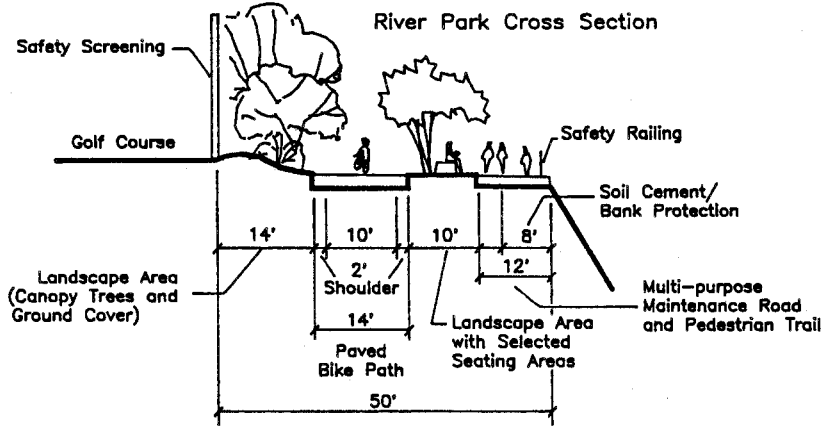 River Park Cross Section
Safety Screening
Golf Course
Safety Railing
Soil Cement/
Bank Protection
14'
10'
10'
8'
2'
Shoulder
12'
Landscape Area
(Canopy Trees and
Ground Cover)
Multi-purpose
Maintenance Road
and Pedestrian Trail
14'
Landscape Area
with Selected
Seating Areas
Paved
Bike Path
50'